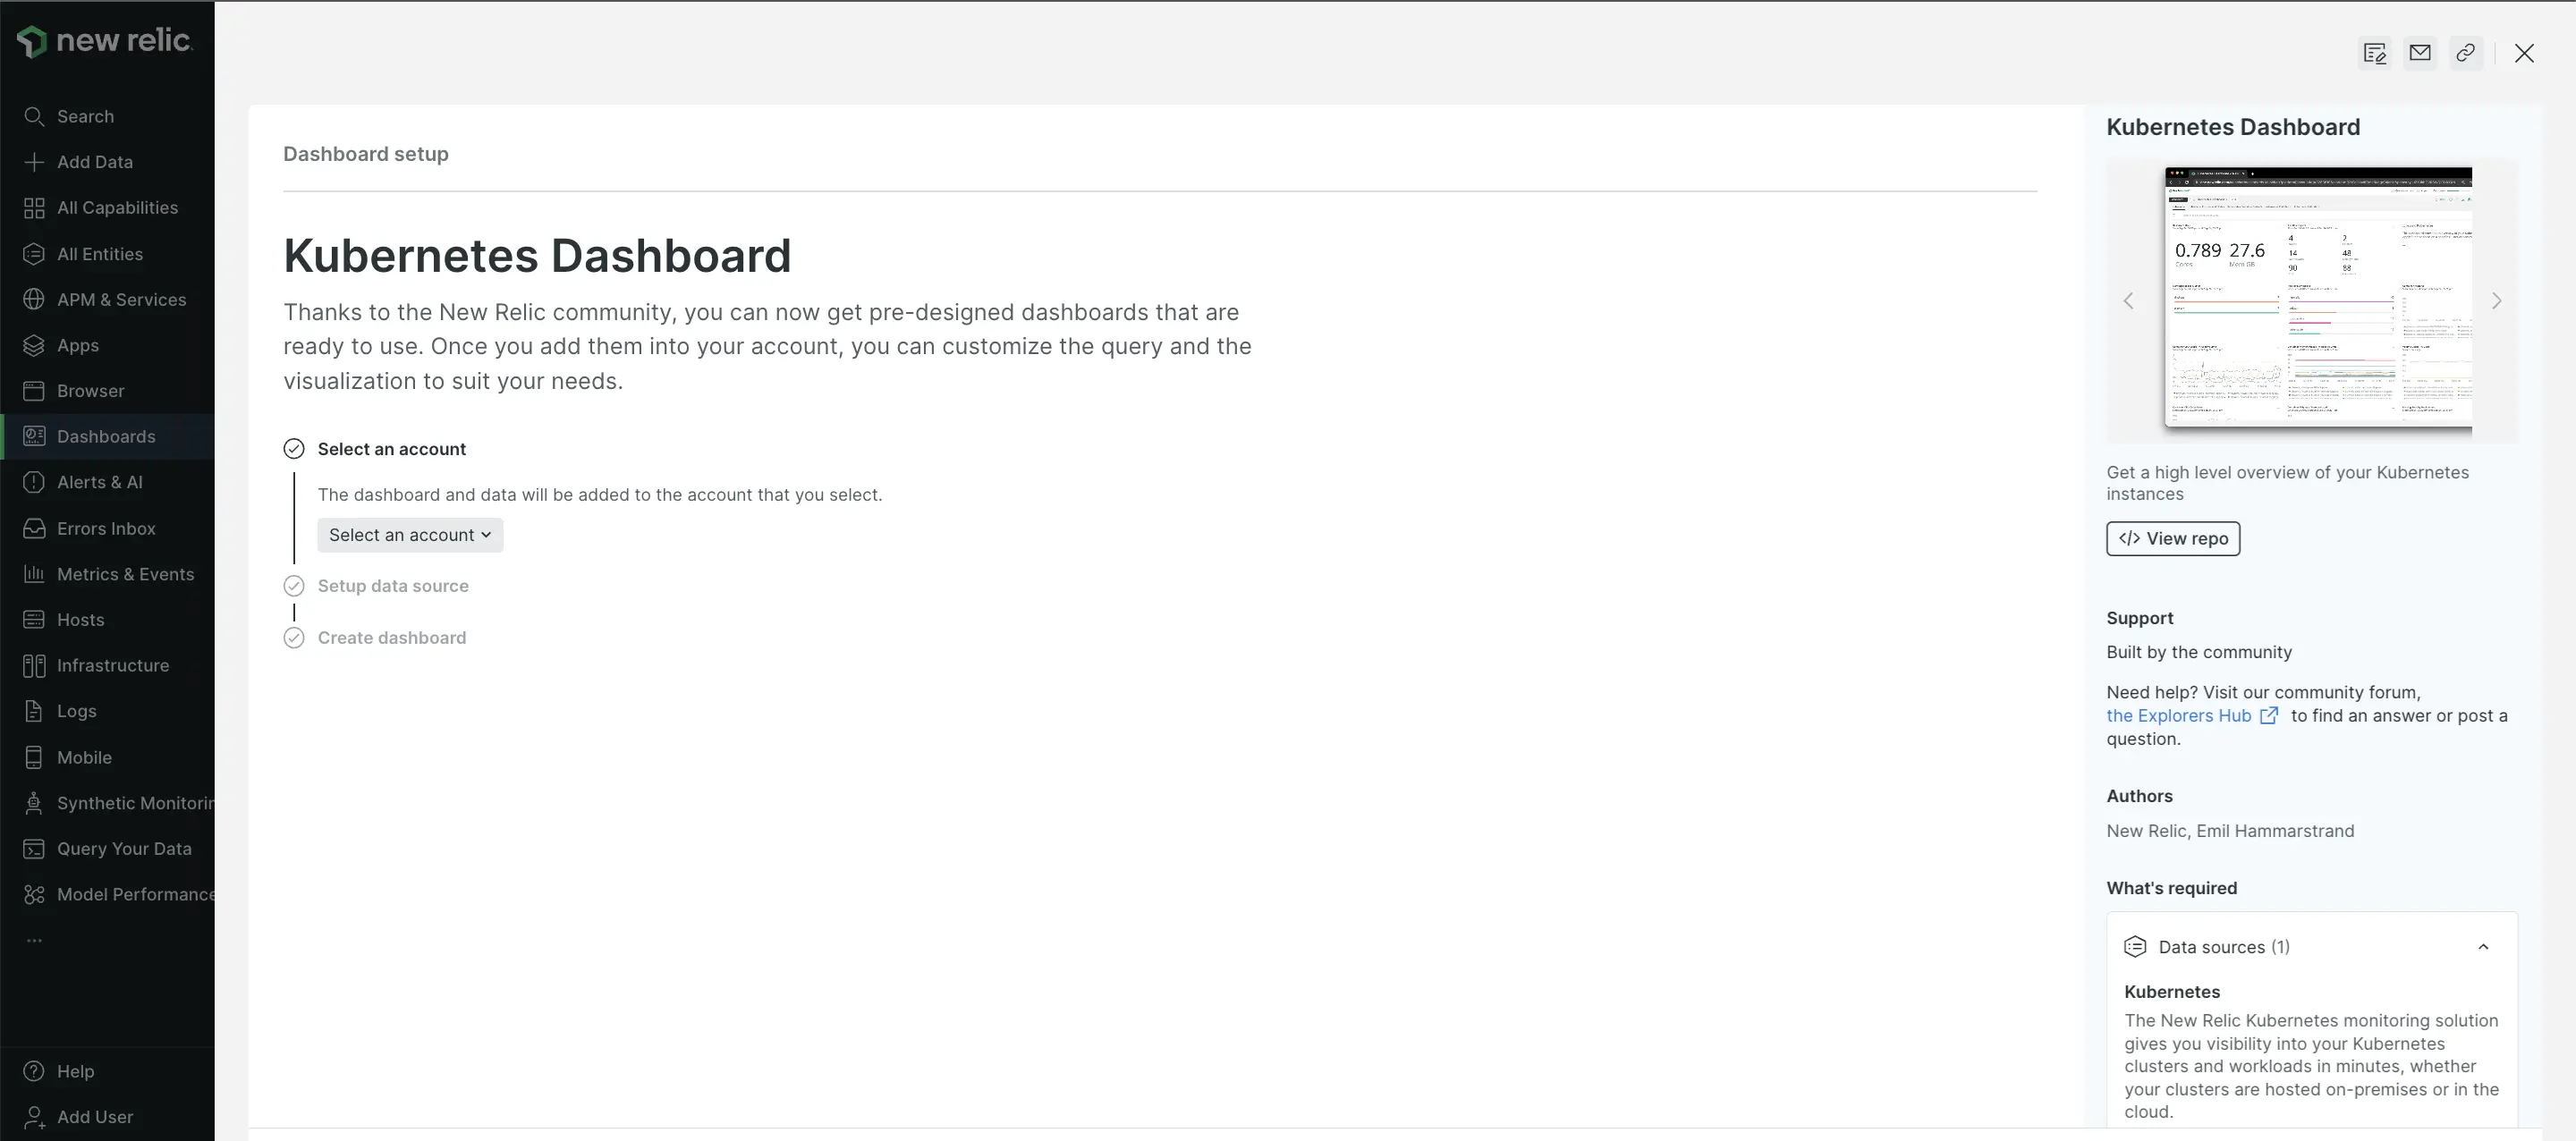 new relic
Search
Add Data
All Capabilities
All Entities
APM & Services
Apps
Browser
Dashboards
Alerts & AI
Errors Inbox
Metrics & Events
Hosts
Infrastructure
Logs
Mobile
Synthetic Monitorin
Query Your Data
Model Performance
...
Help
Add User
Dashboard setup
Kubernetes Dashboard
Thanks to the New Relic community, you can now get pre-designed dashboards that are
ready to use. Once you add them into your account, you can customize the query and the
visualization to suit your needs.
Select an account
The dashboard and data will be added to the account that you select.
Select an account
Setup data source
Create dashboard
Kubernetes Dashboard
0.789 27.6
Cores Mem GB
4 2
14 48
90 88
Get a high level overview of your Kubernetes
instances
</> View repo
Support
Built by the community
Need help? Visit our community forum,
the Explorers Hub to find an answer or post a
question.
Authors
New Relic, Emil Hammarstrand
What's required
Data sources (1)
Kubernetes
The New Relic Kubernetes monitoring solution
gives you visibility into your Kubernetes
clusters and workloads in minutes, whether
your clusters are hosted on-premises or in the
cloud.